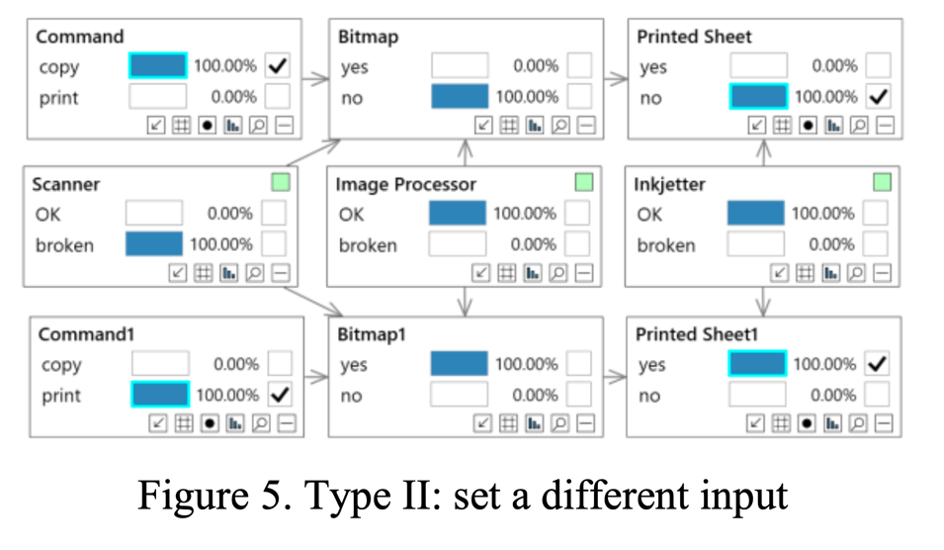 Command
copy 100.00%
print 0.00%
Bitmap
yes 0.00%
no 100.00%
Printed Sheet
yes 0.00%
no 100.00%
Scanner
OK 0.00%
broken 100.00%
Image Processor
OK 100.00%
broken 0.00%
Inkjetter
OK 100.00%
broken 0.00%
Command1
copy 0.00%
print 100.00%
Bitmap1
yes 100.00%
no 0.00%
Printed Sheet1
yes 100.00%
no 0.00%
Figure 5. Type II: set a different input